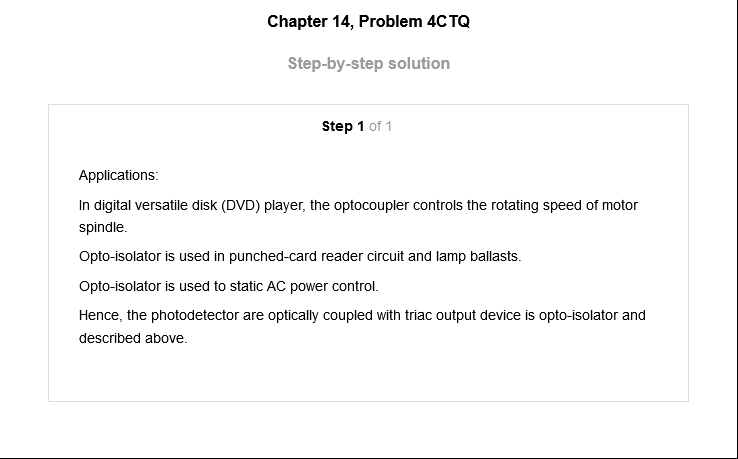 Chapter 14, Problem 4CTQ
Step-by-step solution
Step 1 of 1
Applications:
In digital versatile disk (DVD) player, the optocoupler controls the rotating speed of motor
spindle.
Opto-isolator is used in punched-card reader circuit and lamp ballasts.
Opto-isolator is used to static AC power control.
Hence, the photodetector are optically coupled with triac output device is opto-isolator and
described above.